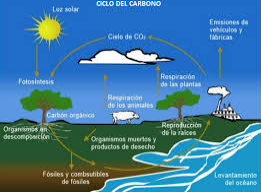 CICLO DEL CARBONO
Luz solar
Emisiones de
vehículos y
fábricas
Ciclo de CO₂
Fotosíntesis
Respiración
de las plantas
Carbón orgánico
Respiración
de los animales
Reproducción
de la raíces
Organismos en
descomposición
Organismos muertos y
productos de desecho
Fósiles y combustibles
de fósiles
Levantamiento
del océano